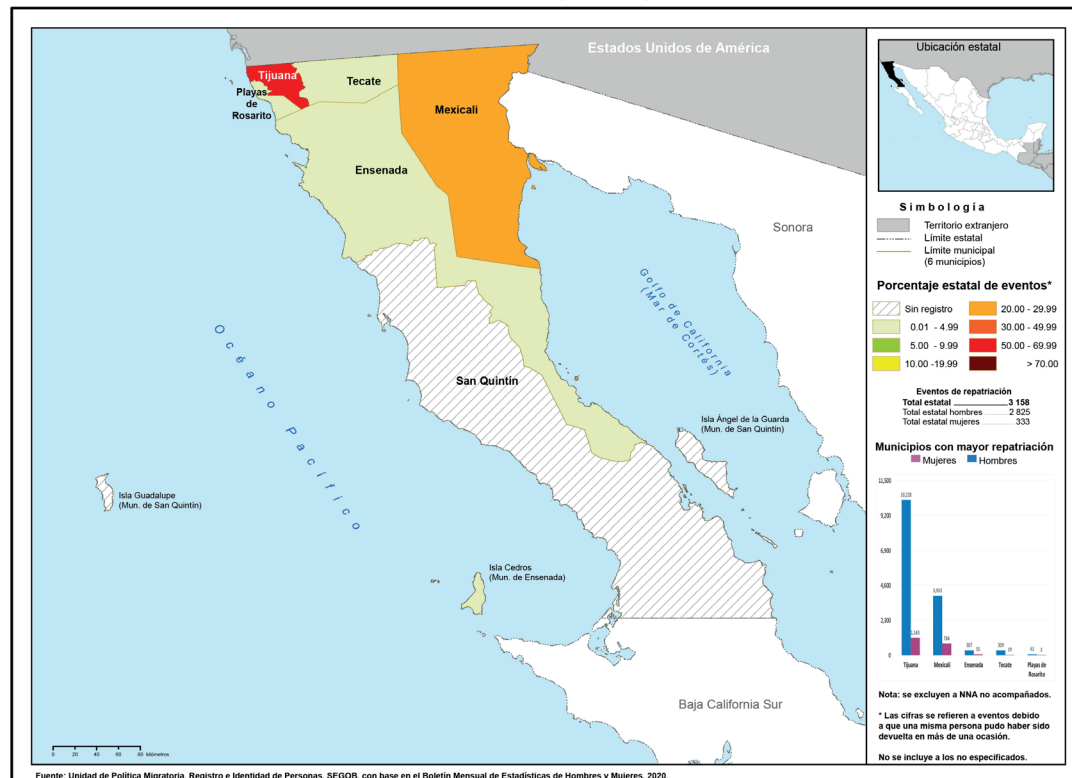 Estados Unidos de América
Tijuana
Tecate
Playas
de
Rosarito
Mexicali
Ensenada
Sonora
Golfo de California
(Mar de Cortés)
Océano Pacífico
San Quintín
Isla Ángel de la Guarda
(Mun. de San Quintín)
Isla Guadalupe
(Mun. de San Quintín)
Isla Cedros
(Mun. de Ensenada)
Baja California Sur
0 20 40 60 80
kilómetros
Ubicación estatal
Simbología
Territorio extranjero
Límite estatal
Límite municipal
(6 municipios)
Porcentaje estatal de eventos*
Sin registro
0.01 - 4.99
5.00 - 9.99
10.00 -19.99
20.00 - 29.99
30.00 - 49.99
50.00 - 69.99
> 70.00
Eventos de repatriación
Total estatal 3 158
Total estatal hombres 2 825
Total estatal mujeres 333
Municipios con mayor repatriación
Mujeres Hombres
11,500
9,200
6,900
4,600
2,300
0
1,143
764
Tijuana
Mexicali
Ensenada
Tecate
Playas de
Rosarito
Nota: se excluyen a NNA no acompañados.
* Las cifras se refieren a eventos debido
a que una misma persona pudo haber sido
devuelta en más de una ocasión.
No se incluye a los no especificados.
Fuente: Unidad de Política Migratoria, Registro e Identidad de Personas, SEGOB, con base en el Boletín Mensual de Estadísticas de Hombres y Mujeres, 2020.